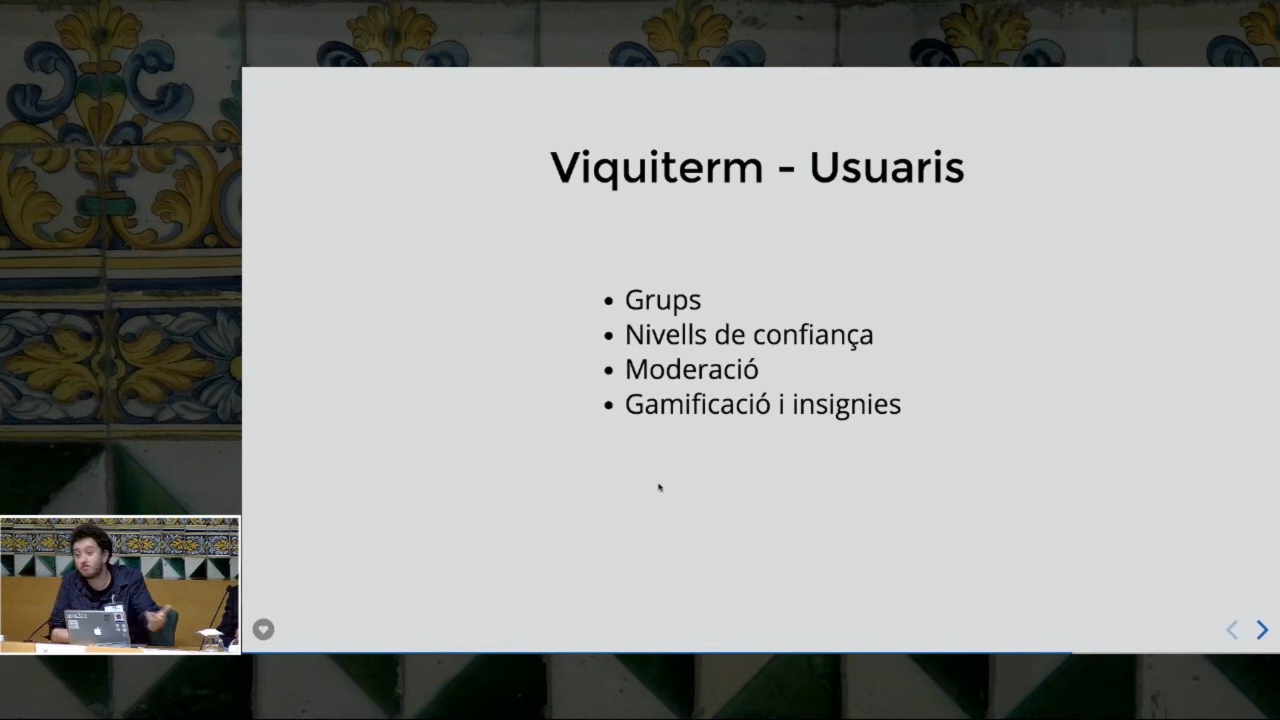 Viquiterm - Usuaris
Grups
Nivells de confiança
Moderació
Gamificació i insignies